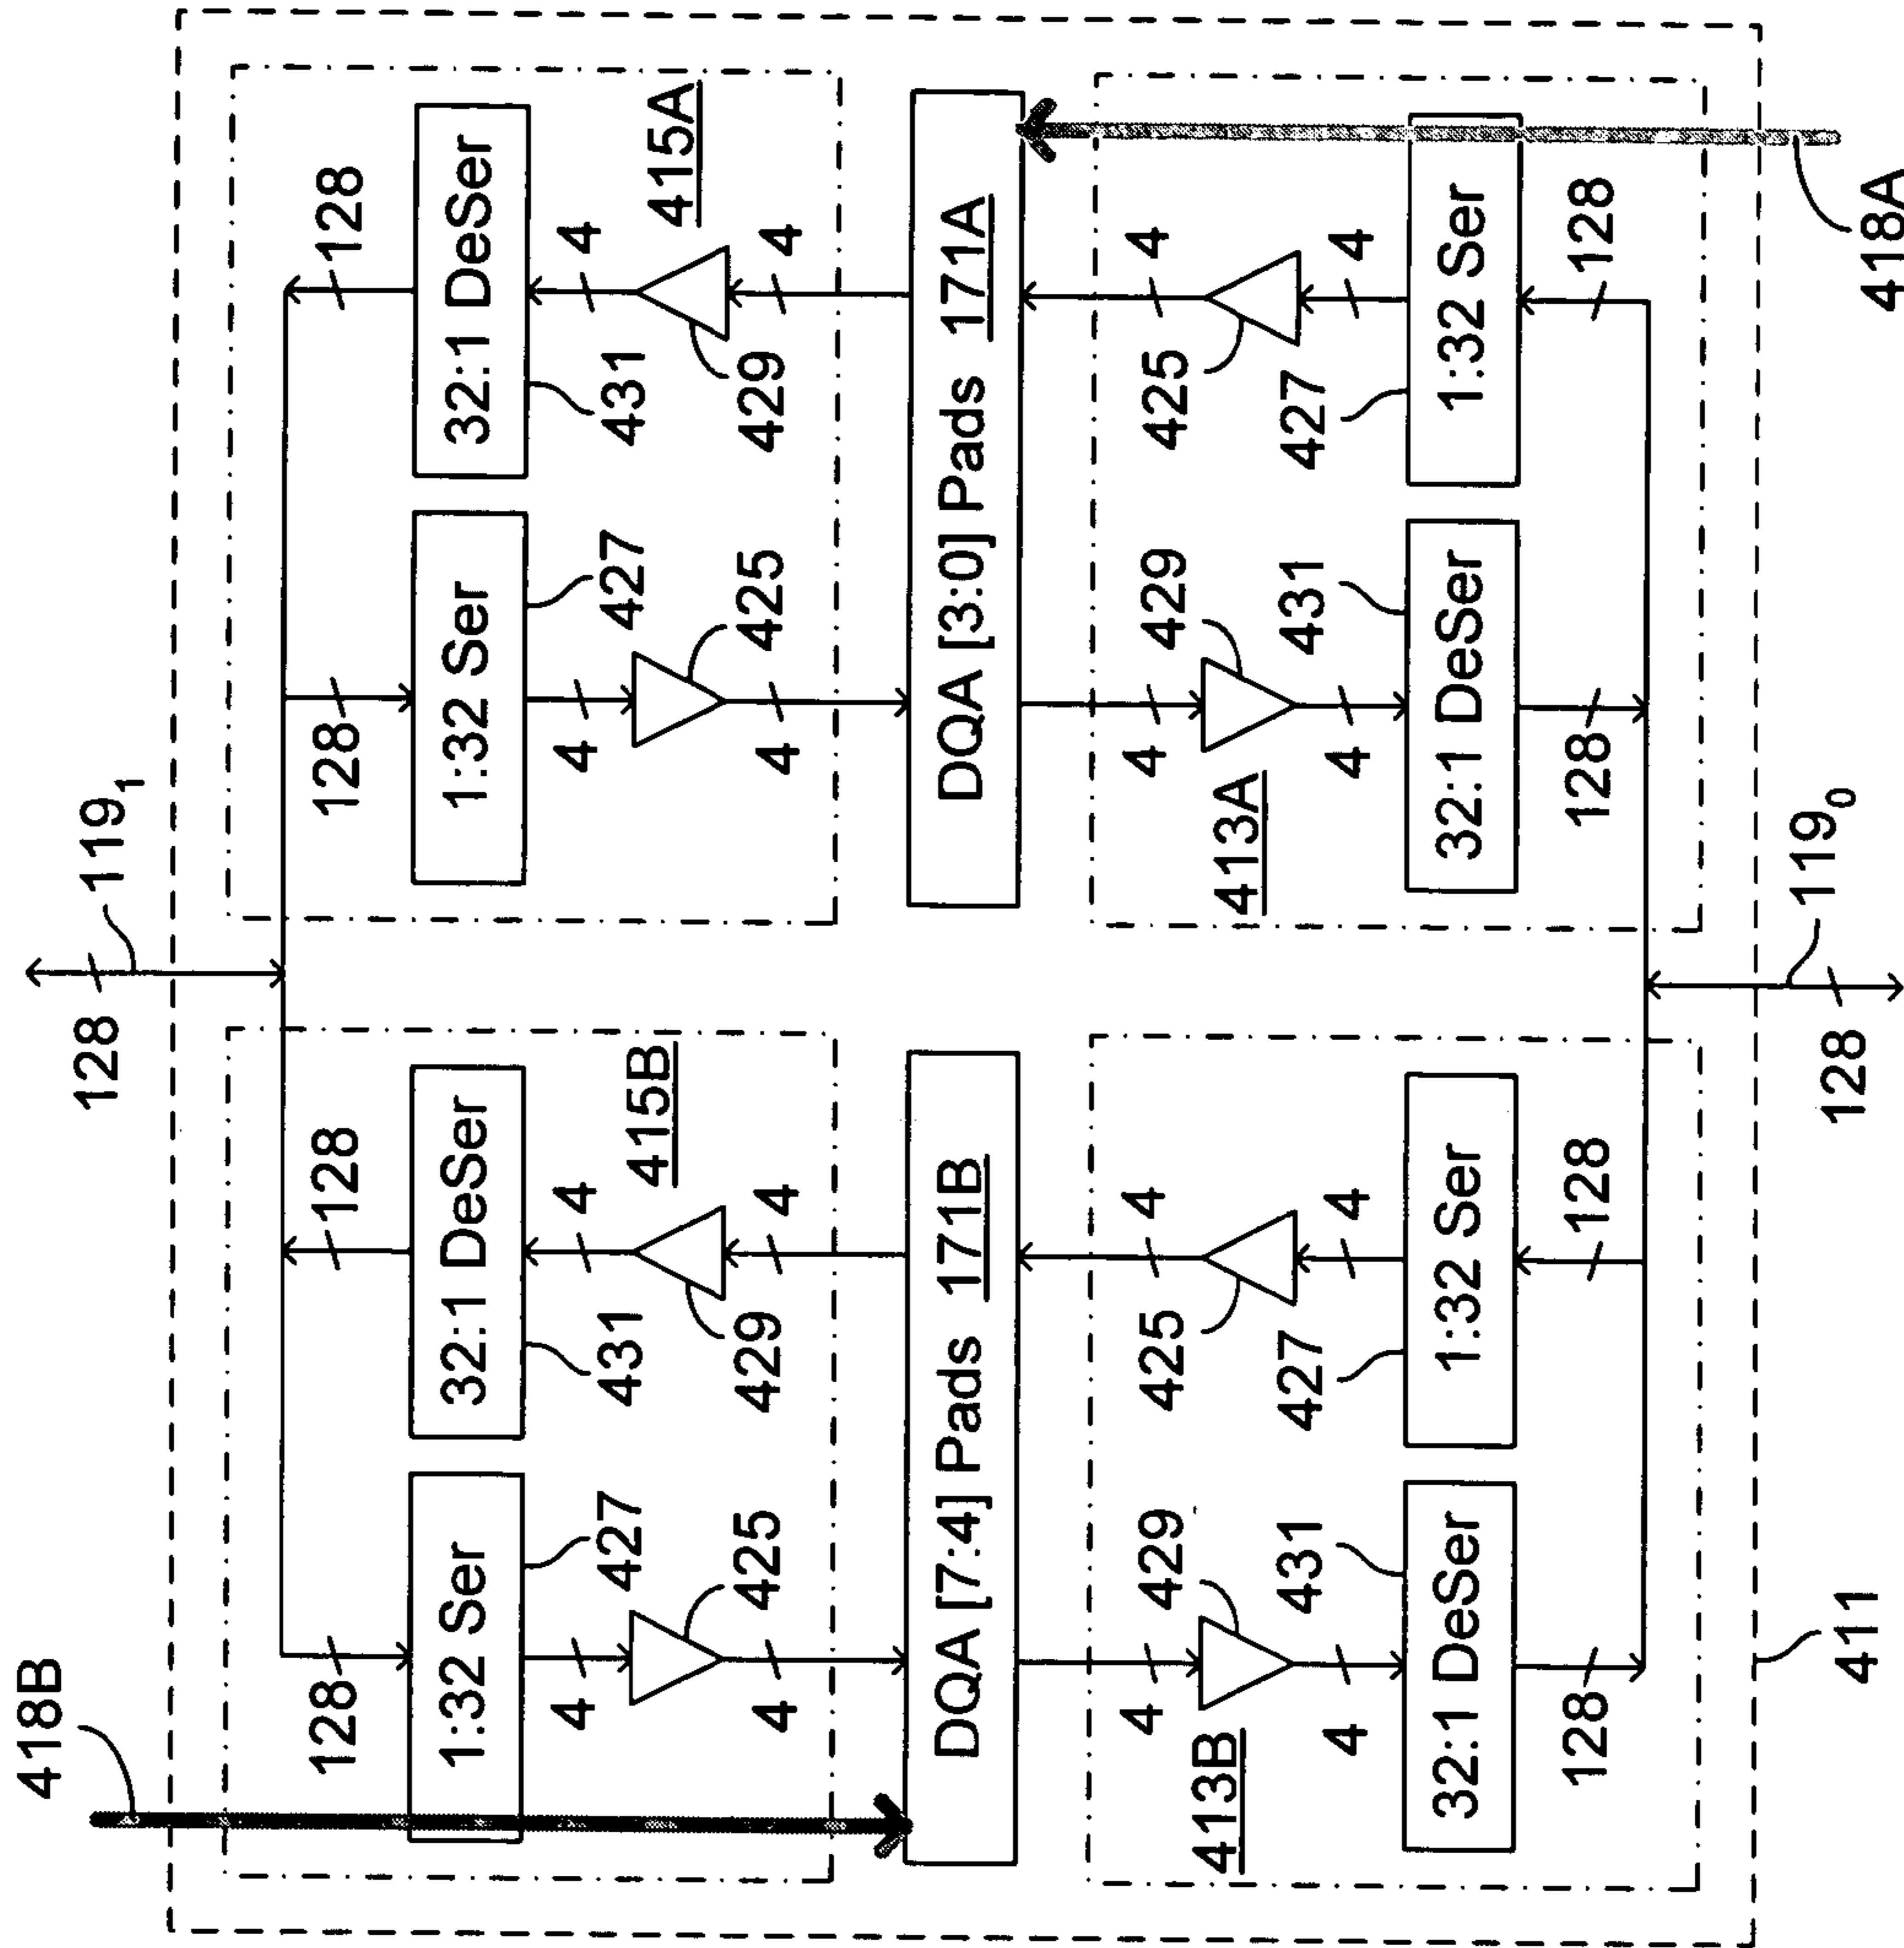 418B
128 119₁
128 128 128 128
1:32 Ser 32:1 DeSer 1:32 Ser 32:1 DeSer
4 4 4 4
427 431 427 431
415B 415A
4 425 429 4 4 425 429 4
DQA [7:4] Pads 171B DQA [3:0] Pads 171A
4 429 425 4 4 429 425 4
413B 413A
431 427 431 427
4 4 4 4
32:1 DeSer 1:32 Ser 32:1 DeSer 1:32 Ser
128 128 128 128
411
128 119₀
418A